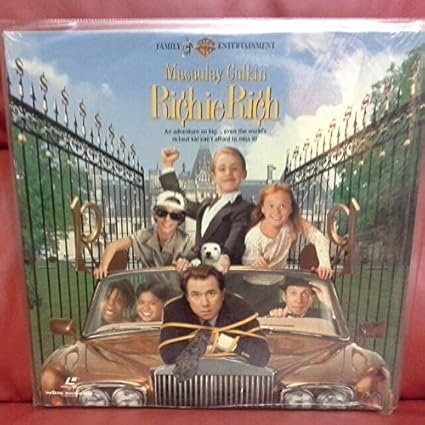 FAMILY ENTERTAINMENT
Macaulay Culkin
Richie Rich
An adventure so big... even the world's
richest kid can't afford to miss it!